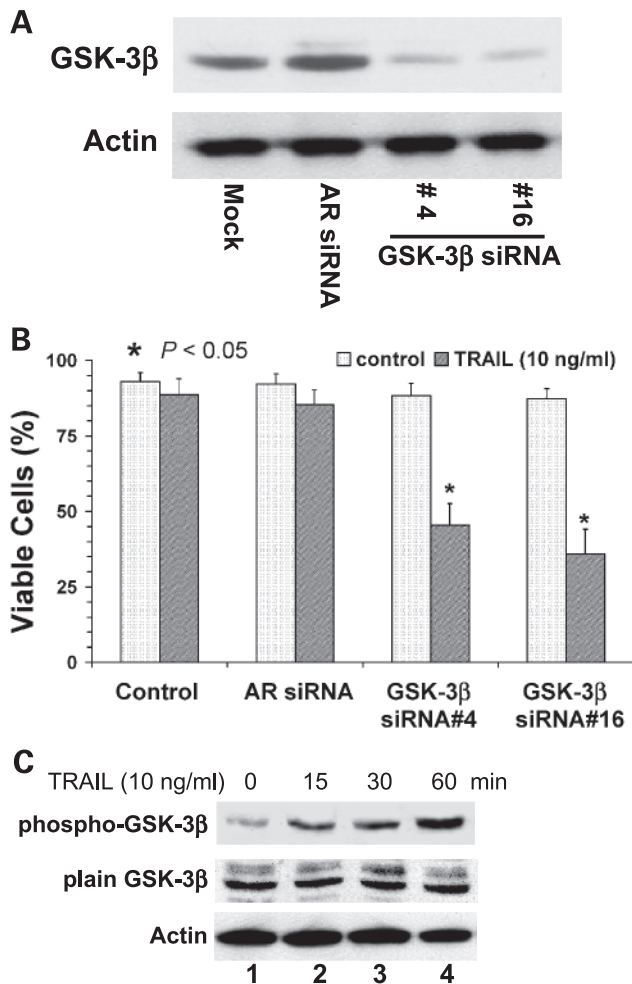 A
GSK-3β
Actin
Mock
AR siRNA
# 4
#16
GSK-3β siRNA
B
* P < 0.05
control TRAIL (10 ng/ml)
Viable Cells (%)
100
75
50
25
0
*
*
Control
AR siRNA
GSK-3β
siRNA#4
GSK-3β
siRNA#16
C
TRAIL (10 ng/ml) 0 15 30 60 min
phospho-GSK-3β
plain GSK-3β
Actin
1 2 3 4